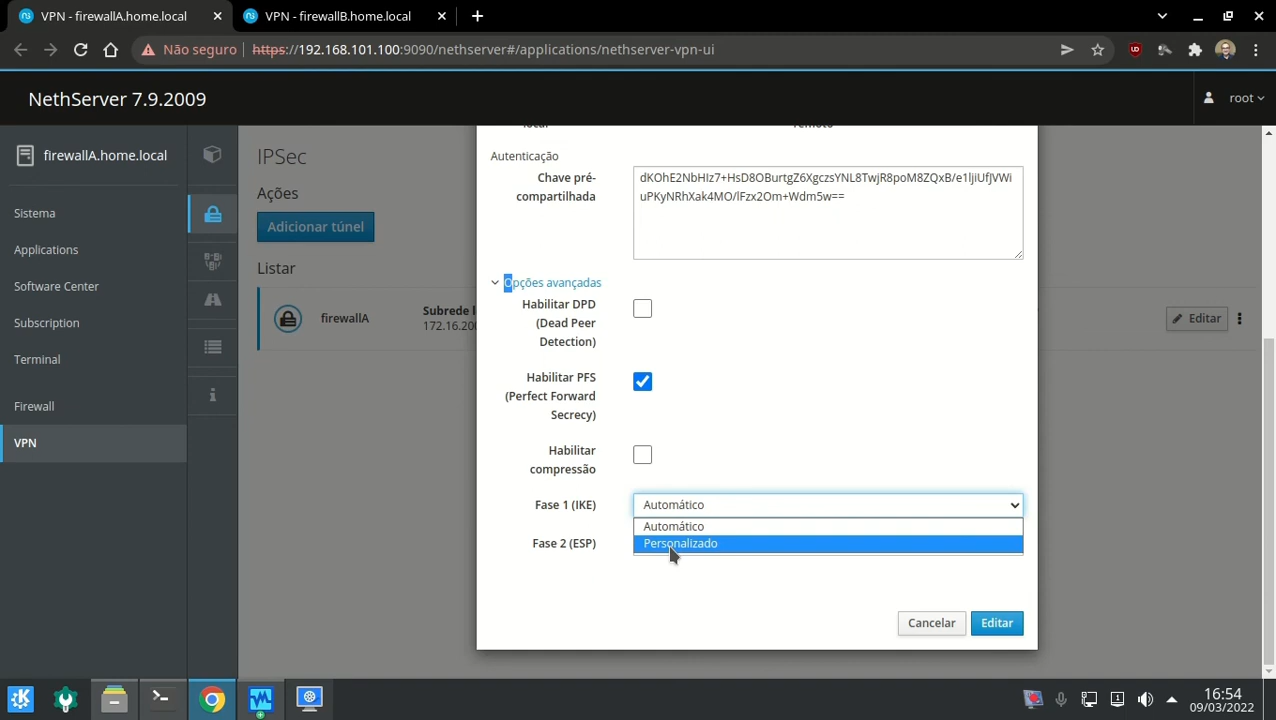 VPN - firewallA.home.local
VPN - firewallB.home.local
Não seguro
https://192.168.101.100:9090/nethserver#/applications/nethserver-vpn-ui
NethServer 7.9.2009
root
firewallA.home.local
Sistema
Applications
Software Center
Subscription
Terminal
Firewall
VPN
IPSec
Ações
Adicionar túnel
Listar
firewallA
Subrede l
172.16.200
Editar
local
remoto
Autenticação
Chave pré-
compartilhada
dKOhE2NbHIz7+HsD8OBurtgZ6XgczsYNL8TwjR8poM8ZQxB/e1ljiUfJVWi
uPKyNRhXak4MO/lFzx2Om+Wdm5w==
Opções avançadas
Habilitar DPD
(Dead Peer
Detection)
Habilitar PFS
(Perfect Forward
Secrecy)
Habilitar
compressão
Fase 1 (IKE)
Automático
Automático
Personalizado
Fase 2 (ESP)
Cancelar
Editar
16:54
09/03/2022